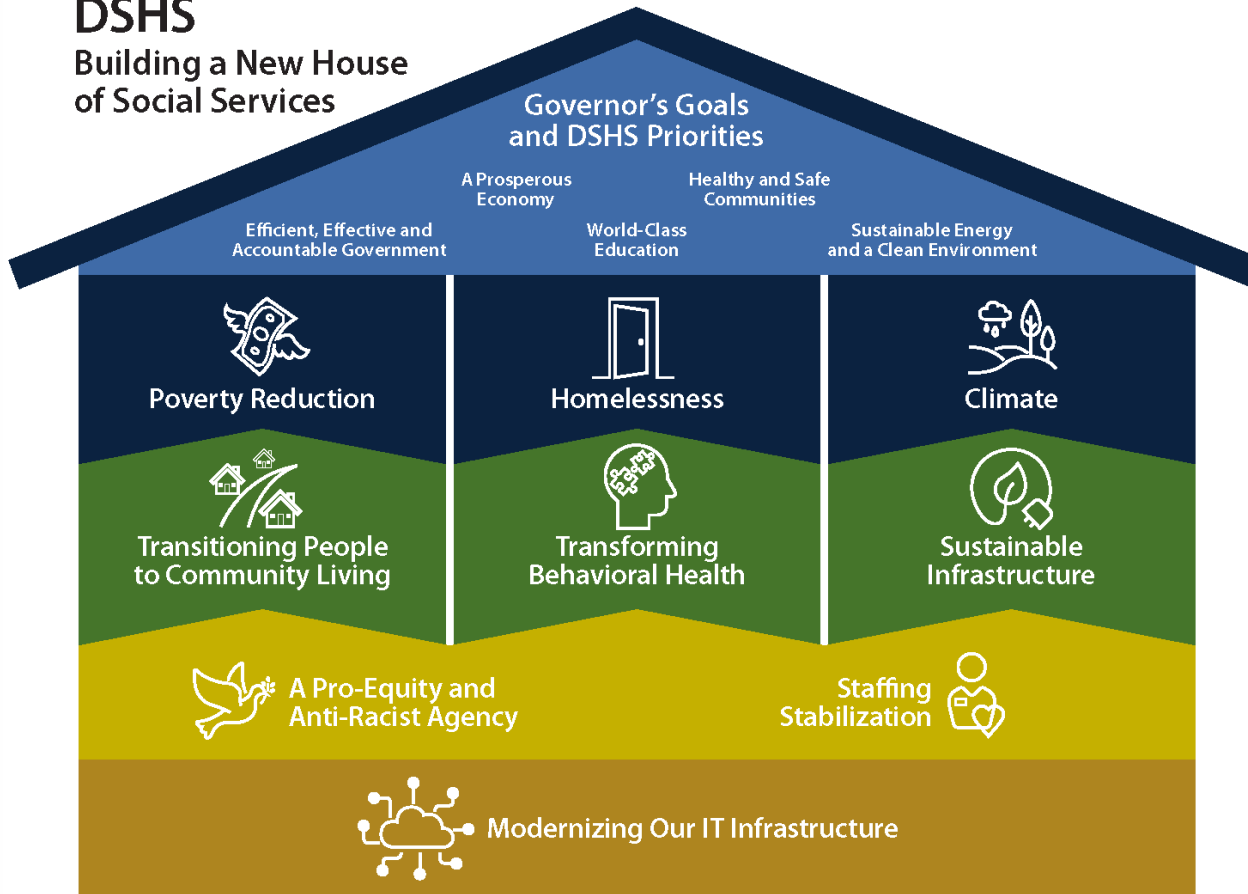 DSHS
Building a New House
of Social Services
Governor's Goals
and DSHS Priorities
A Prosperous
Economy
Healthy and Safe
Communities
Efficient, Effective and
Accountable Government
World-Class
Education
Sustainable Energy
and a Clean Environment
Poverty Reduction
Homelessness
Climate
Transitioning People
to Community Living
Transforming
Behavioral Health
Sustainable
Infrastructure
A Pro-Equity and
Anti-Racist Agency
Staffing
Stabilization
Modernizing Our IT Infrastructure